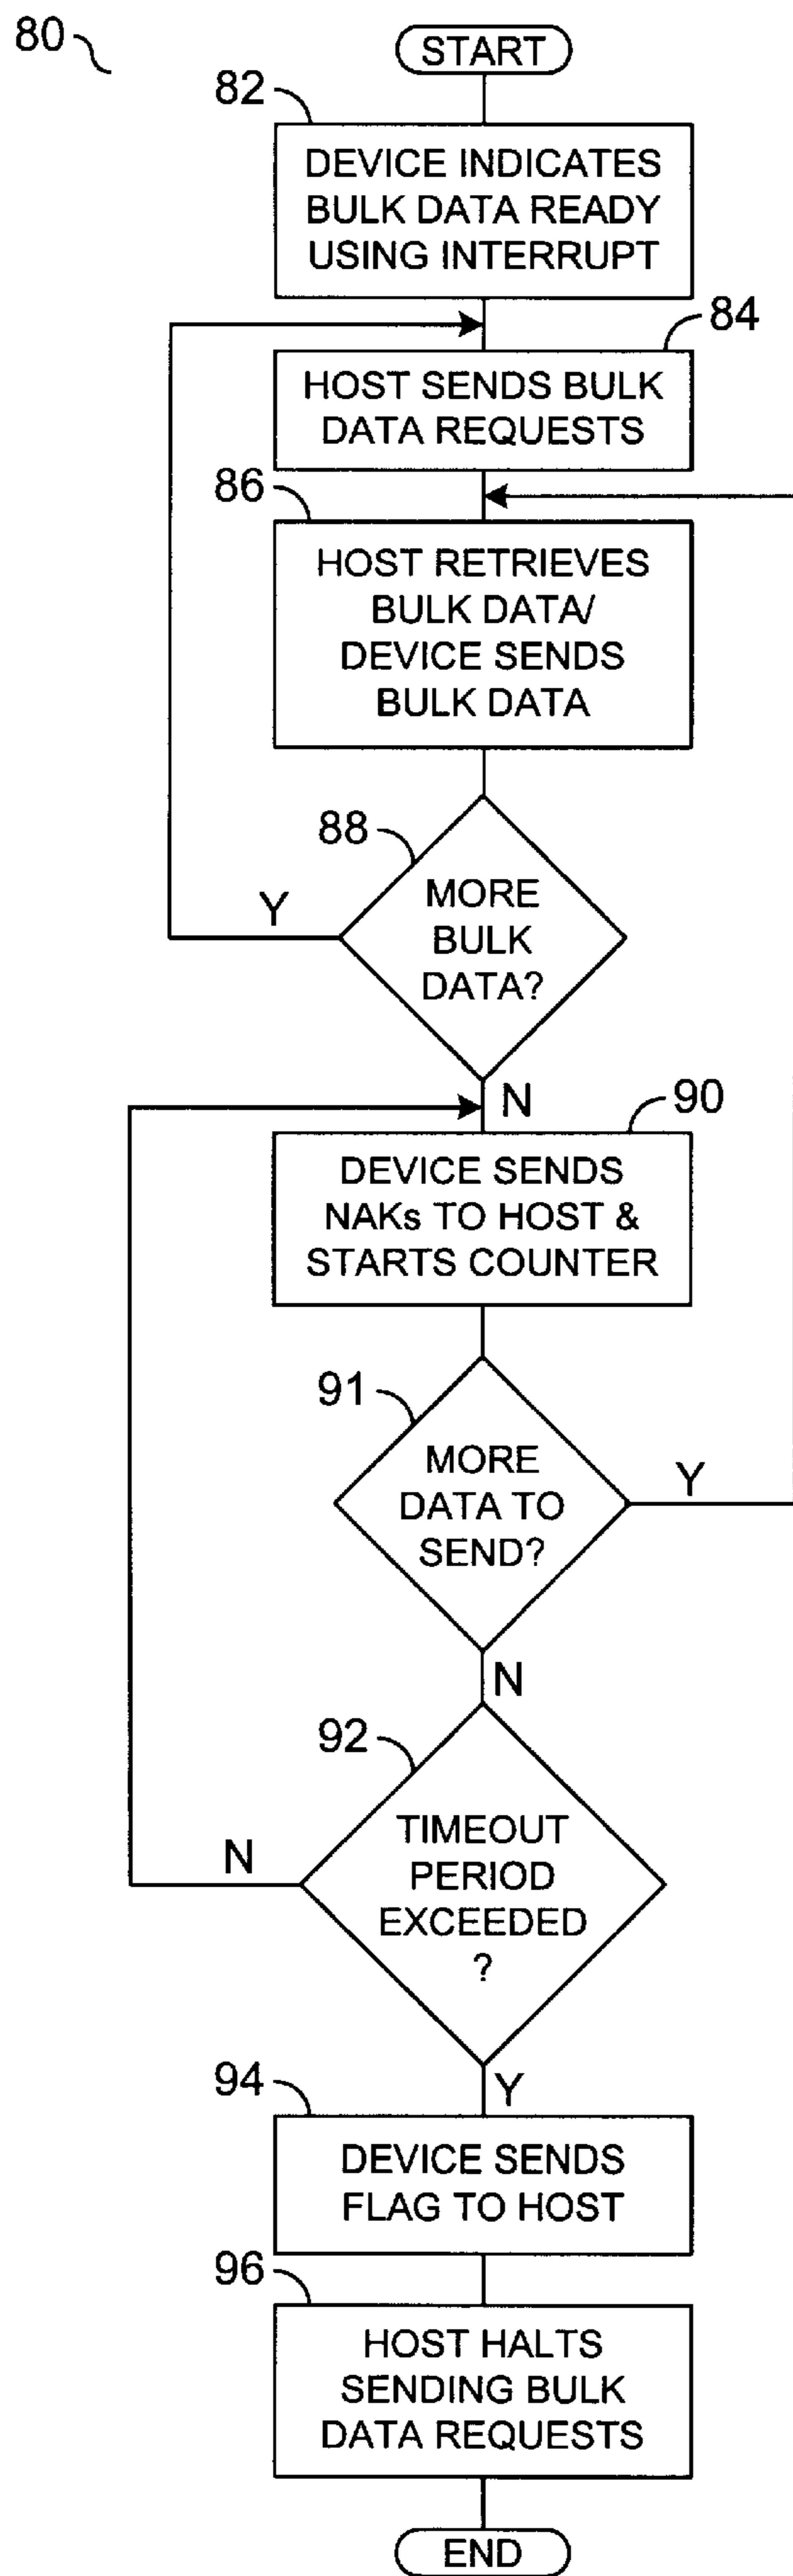 80
START
82
DEVICE INDICATES
BULK DATA READY
USING INTERRUPT
84
HOST SENDS BULK
DATA REQUESTS
86
HOST RETRIEVES
BULK DATA/
DEVICE SENDS
BULK DATA
88
MORE
BULK
DATA?
Y
N
90
DEVICE SENDS
NAKs TO HOST &
STARTS COUNTER
91
MORE
DATA TO
SEND?
Y
N
92
TIMEOUT
PERIOD
EXCEEDED
?
N
Y
94
DEVICE SENDS
FLAG TO HOST
96
HOST HALTS
SENDING BULK
DATA REQUESTS
END